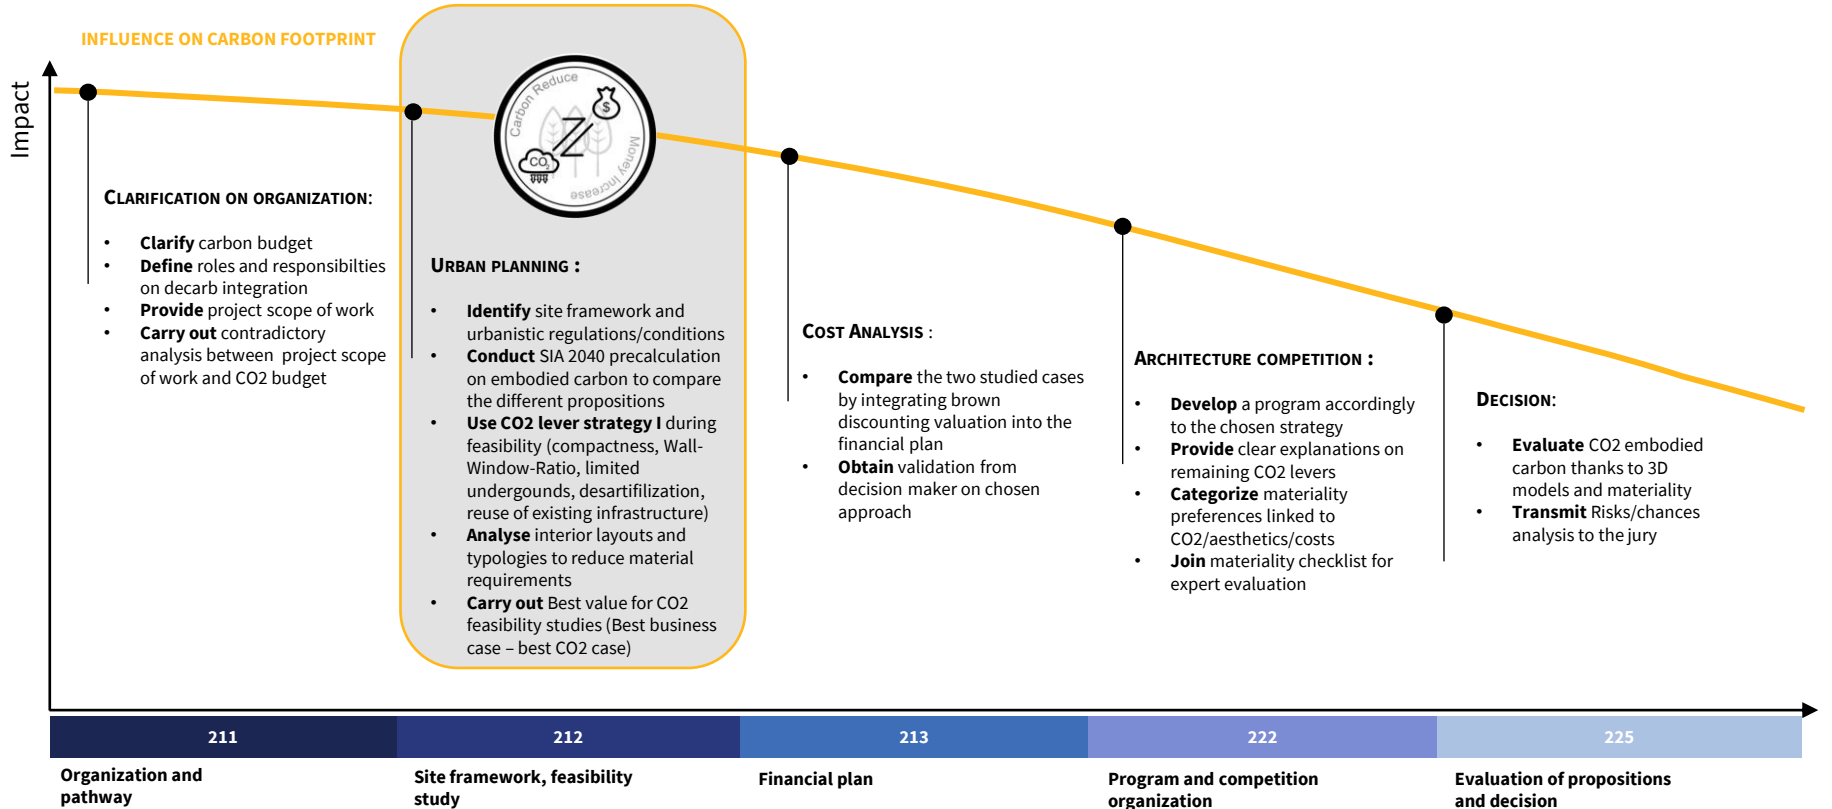 INFLUENCE ON CARBON FOOTPRINT
Impact
Carbon Reduce
$
CO2
Money Increase
CLARIFICATION ON ORGANIZATION:
• Clarify carbon budget
• Define roles and responsibilties
on decarb integration
• Provide project scope of work
• Carry out contradictory
analysis between project scope
of work and CO2 budget
URBAN PLANNING :
• Identify site framework and
urbanistic regulations/conditions
• Conduct SIA 2040 precalculation
on embodied carbon to compare
the different propositions
• Use CO2 lever strategy I during
feasibility (compactness, Wall-
Window-Ratio, limited
undergounds, desartifilization,
reuse of existing infrastructure)
• Analyse interior layouts and
typologies to reduce material
requirements
• Carry out Best value for CO2
feasibility studies (Best business
case – best CO2 case)
COST ANALYSIS :
• Compare the two studied cases
by integrating brown
discounting valuation into the
financial plan
• Obtain validation from
decision maker on chosen
approach
ARCHITECTURE COMPETITION :
• Develop a program accordingly
to the chosen strategy
• Provide clear explanations on
remaining CO2 levers
• Categorize materiality
preferences linked to
CO2/aesthetics/costs
• Join materiality checklist for
expert evaluation
DECISION:
• Evaluate CO2 embodied
carbon thanks to 3D
models and materiality
• Transmit Risks/chances
analysis to the jury
211
212
213
222
225
Organization and
pathway
Site framework, feasibility
study
Financial plan
Program and competition
organization
Evaluation of propositions
and decision